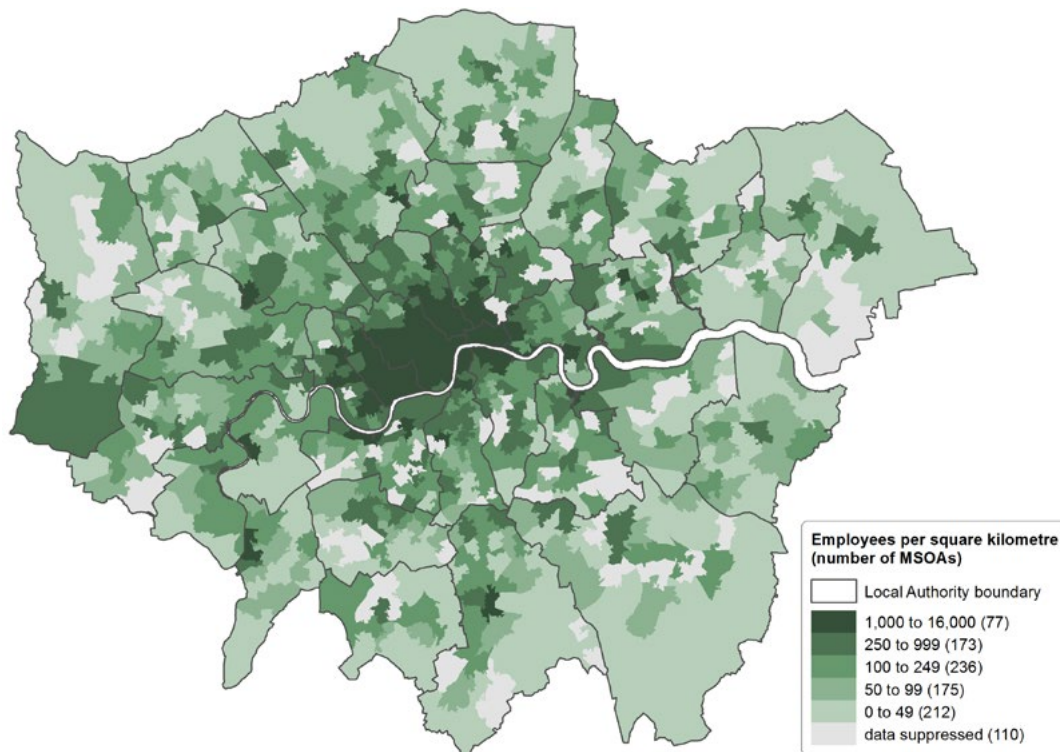 Employees per square kilometre
(number of MSOAs)
Local Authority boundary
1,000 to 16,000 (77)
250 to 999 (173)
100 to 249 (236)
50 to 99 (175)
0 to 49 (212)
data suppressed (110)